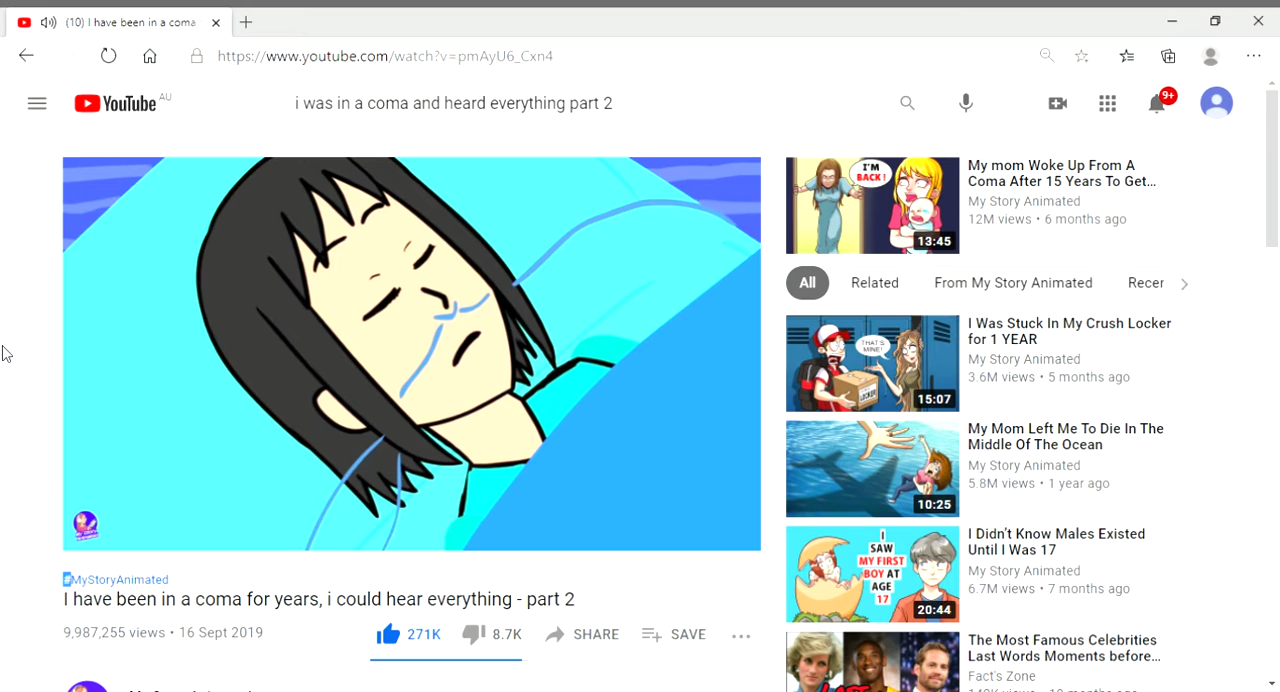 (10) I have been in a coma
https://www.youtube.com/watch?v=pmAyU6_Cxn4
YouTube AU
i was in a coma and heard everything part 2
9+
I'M BACK!
13:45
My mom Woke Up From A
Coma After 15 Years To Get...
My Story Animated
12M views • 6 months ago
All
Related
From My Story Animated
Recer
THAT'S MINE!
LOCKER
15:07
I Was Stuck In My Crush Locker
for 1 YEAR
My Story Animated
3.6M views • 5 months ago
10:25
My Mom Left Me To Die In The
Middle Of The Ocean
My Story Animated
5.8M views • 1 year ago
I
SAW
MY FIRST
BOY AT
AGE
17
20:44
I Didn't Know Males Existed
Until I Was 17
My Story Animated
6.7M views • 7 months ago
The Most Famous Celebrities
Last Words Moments before...
Fact's Zone
#MyStoryAnimated
I have been in a coma for years, i could hear everything - part 2
9,987,255 views • 16 Sept 2019
271K
8.7K
SHARE
SAVE